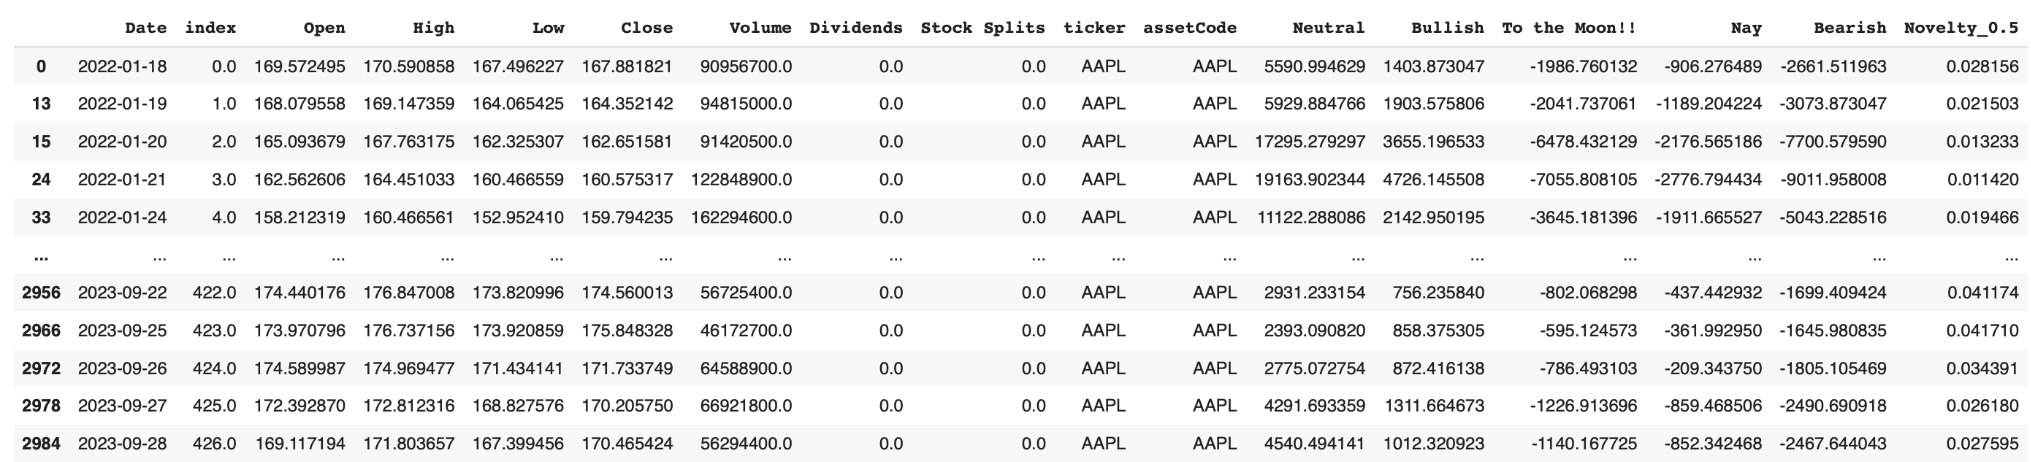 Date index Open High Low Close Volume Dividends Stock Splits ticker assetCode Neutral Bullish To the Moon!! Nay Bearish Novelty_0.5
0 2022-01-18 0.0 169.572495 170.590858 167.496227 167.881821 90956700.0 0.0 0.0 AAPL AAPL 5590.994629 1403.873047 -1986.760132 -906.276489 -2661.511963 0.028156
13 2022-01-19 1.0 168.079558 169.147359 164.065425 164.352142 94815000.0 0.0 0.0 AAPL AAPL 5929.884766 1903.575806 -2041.737061 -1189.204224 -3073.873047 0.021503
15 2022-01-20 2.0 165.093679 167.763175 162.325307 162.651581 91420500.0 0.0 0.0 AAPL AAPL 17295.279297 3655.196533 -6478.432129 -2176.565186 -7700.579590 0.013233
24 2022-01-21 3.0 162.562606 164.451033 160.466559 160.575317 122848900.0 0.0 0.0 AAPL AAPL 19163.902344 4726.145508 -7055.808105 -2776.794434 -9011.958008 0.011420
33 2022-01-24 4.0 158.212319 160.466561 152.952410 159.794235 162294600.0 0.0 0.0 AAPL AAPL 11122.288086 2142.950195 -3645.181396 -1911.665527 -5043.228516 0.019466
... ... ... ... ... ... ... ... ... ... ... ... ... ... ... ... ... ...
2956 2023-09-22 422.0 174.440176 176.847008 173.820996 174.560013 56725400.0 0.0 0.0 AAPL AAPL 2931.233154 756.235840 -802.068298 -437.442932 -1699.409424 0.041174
2966 2023-09-25 423.0 173.970796 176.737156 173.920859 175.848328 46172700.0 0.0 0.0 AAPL AAPL 2393.090820 858.375305 -595.124573 -361.992950 -1645.980835 0.041710
2972 2023-09-26 424.0 174.589987 174.969477 171.434141 171.733749 64588900.0 0.0 0.0 AAPL AAPL 2775.072754 872.416138 -786.493103 -209.343750 -1805.105469 0.034391
2978 2023-09-27 425.0 172.392870 172.812316 168.827576 170.205750 66921800.0 0.0 0.0 AAPL AAPL 4291.693359 1311.664673 -1226.913696 -859.468506 -2490.690918 0.026180
2984 2023-09-28 426.0 169.117194 171.803657 167.399456 170.465424 56294400.0 0.0 0.0 AAPL AAPL 4540.494141 1012.320923 -1140.167725 -852.342468 -2467.644043 0.027595